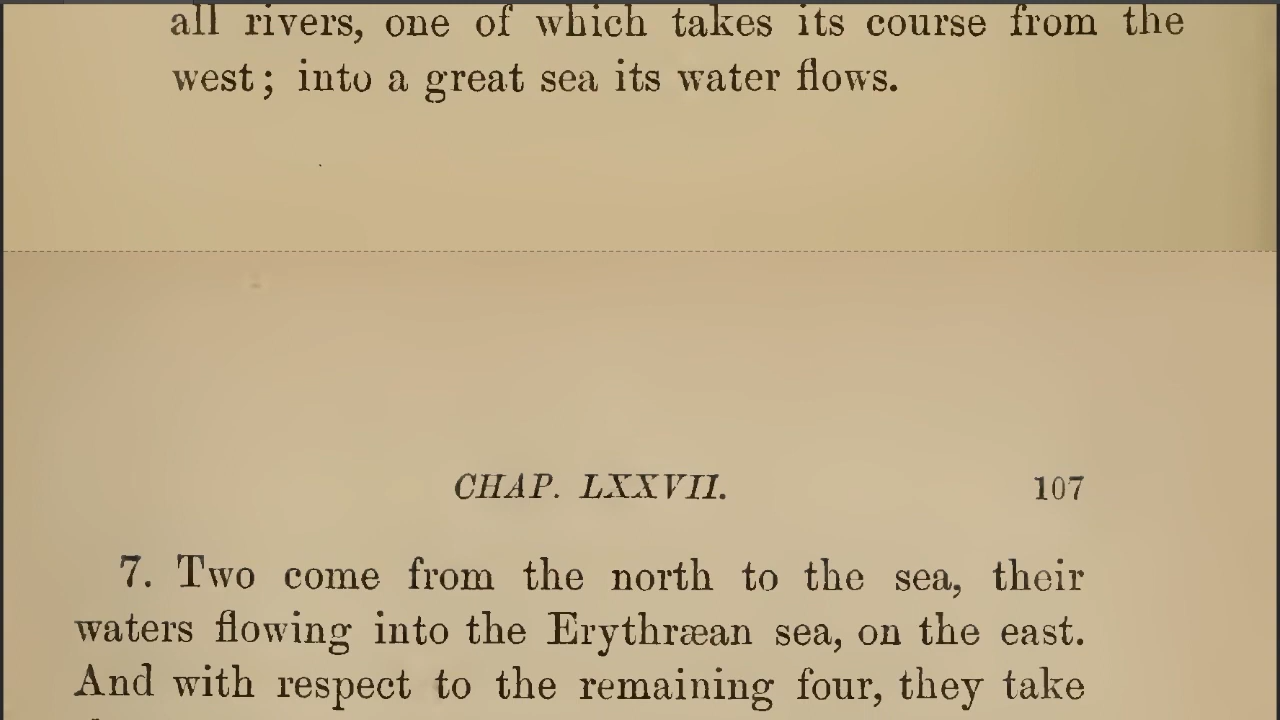 all rivers, one of which takes its course from the
west; into a great sea its water flows.
CHAP. LXXVII.
107
7. Two come from the north to the sea, their
waters flowing into the Erythræan sea, on the east.
And with respect to the remaining four, they take